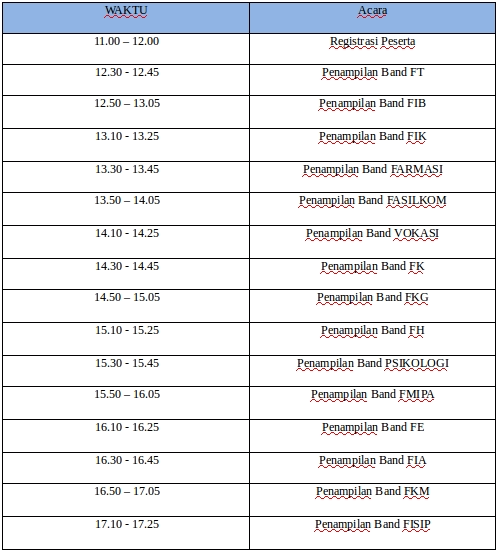 WAKTU Acara
11.00 – 12.00 Registrasi Peserta
12.30 - 12.45 Penampilan Band FT
12.50 – 13.05 Penampilan Band FIB
13.10 - 13.25 Penampilan Band FIK
13.30 - 13.45 Penampilan Band FARMASI
13.50 – 14.05 Penampilan Band FASILKOM
14.10 - 14.25 Penampilan Band VOKASI
14.30 - 14.45 Penampilan Band FK
14.50 – 15.05 Penampilan Band FKG
15.10 - 15.25 Penampilan Band FH
15.30 - 15.45 Penampilan Band PSIKOLOGI
15.50 – 16.05 Penampilan Band FMIPA
16.10 - 16.25 Penampilan Band FE
16.30 - 16.45 Penampilan Band FIA
16.50 – 17.05 Penampilan Band FKM
17.10 - 17.25 Penampilan Band FISIP